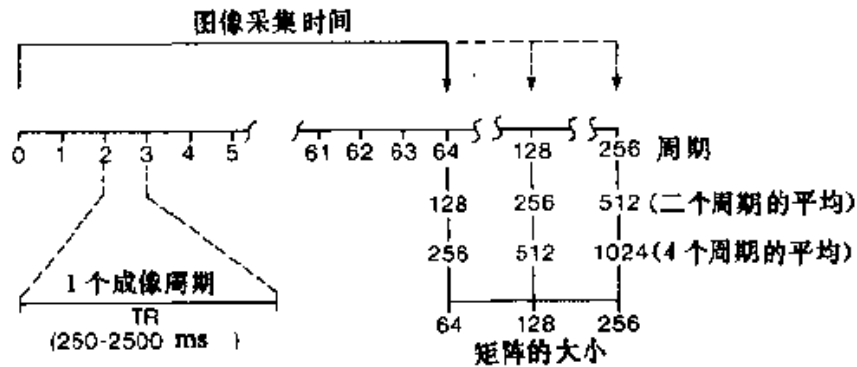 图像采集时间
0 1 2 3 4 5 61 62 63 64 128 256 周期
128 256 512 (二个周期的平均)
256 512 1024 (4个周期的平均)
1个成像周期
TR
(250-2500 ms )
64 128 256
矩阵的大小